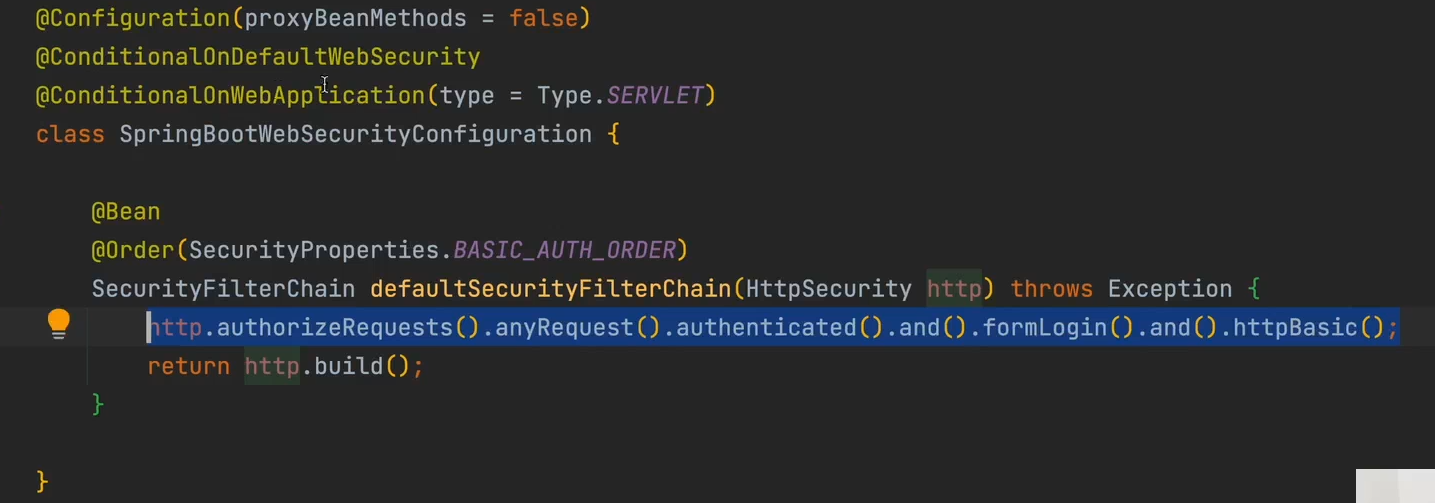 @Configuration(proxyBeanMethods = false)
@ConditionalOnDefaultWebSecurity
@ConditionalOnWebApplication(type = Type.SERVLET)
class SpringBootWebSecurityConfiguration {
@Bean
@Order(SecurityProperties.BASIC_AUTH_ORDER)
SecurityFilterChain defaultSecurityFilterChain(HttpSecurity http) throws Exception {
http.authorizeRequests().anyRequest().authenticated().and().formLogin().and().httpBasic();
return http.build();
}
}